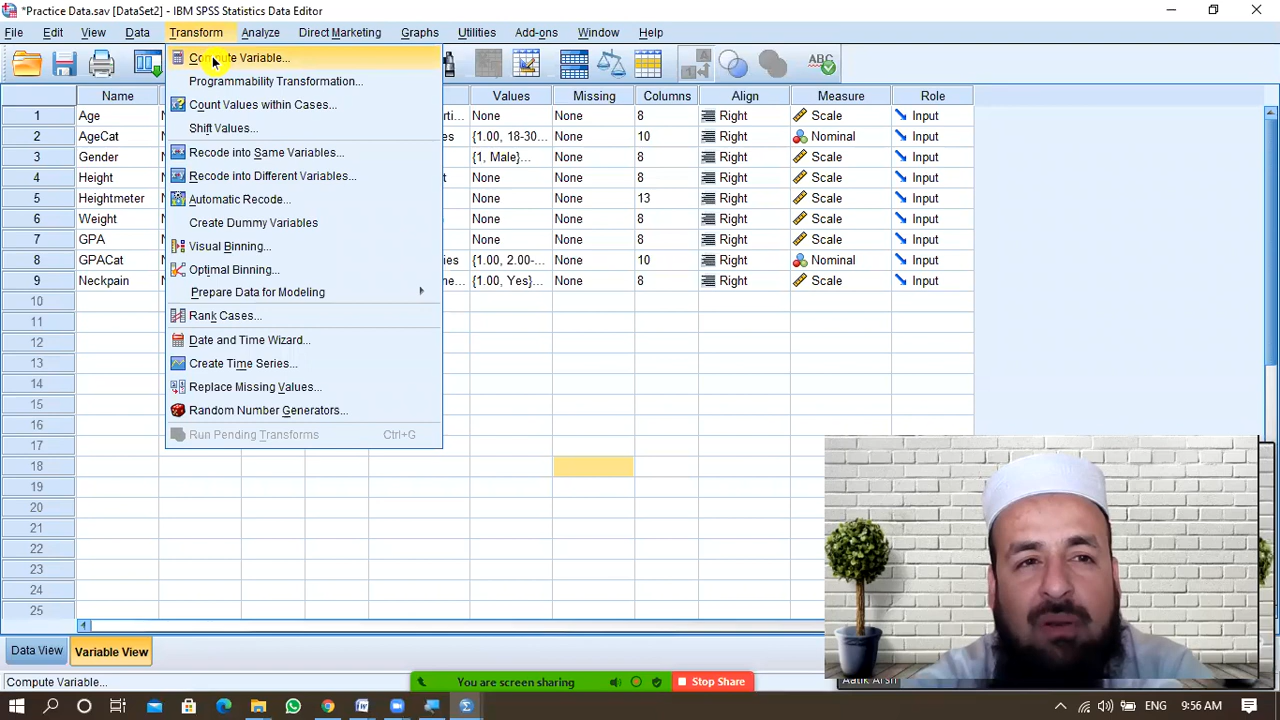 *Practice Data.sav [DataSet2] - IBM SPSS Statistics Data Editor
File Edit View Data Transform Analyze Direct Marketing Graphs Utilities Add-ons Window Help
Compute Variable...
Programmability Transformation...
Count Values within Cases...
Shift Values...
Recode into Same Variables...
Recode into Different Variables...
Automatic Recode...
Create Dummy Variables
Visual Binning...
Optimal Binning...
Prepare Data for Modeling
Rank Cases...
Date and Time Wizard...
Create Time Series...
Replace Missing Values...
Random Number Generators...
Run Pending Transforms Ctrl+G
Name Values Missing Columns Align Measure Role
1 Age None None 8 Right Scale Input
2 AgeCat {1.00, 18-30... None 10 Right Nominal Input
3 Gender {1, Male}... None 8 Right Scale Input
4 Height None None 8 Right Scale Input
5 Heightmeter None None 13 Right Scale Input
6 Weight None None 8 Right Scale Input
7 GPA None None 8 Right Scale Input
8 GPACat {1.00, 2.00-... None 10 Right Nominal Input
9 Neckpain {1.00, Yes}... None 8 Right Scale Input
10
11
12
13
14
15
16
17
18
19
20
21
22
23
24
25
Data View Variable View
Compute Variable...
You are screen sharing Stop Share
Aatik Arsh
ABC
ENG 9:56 AM